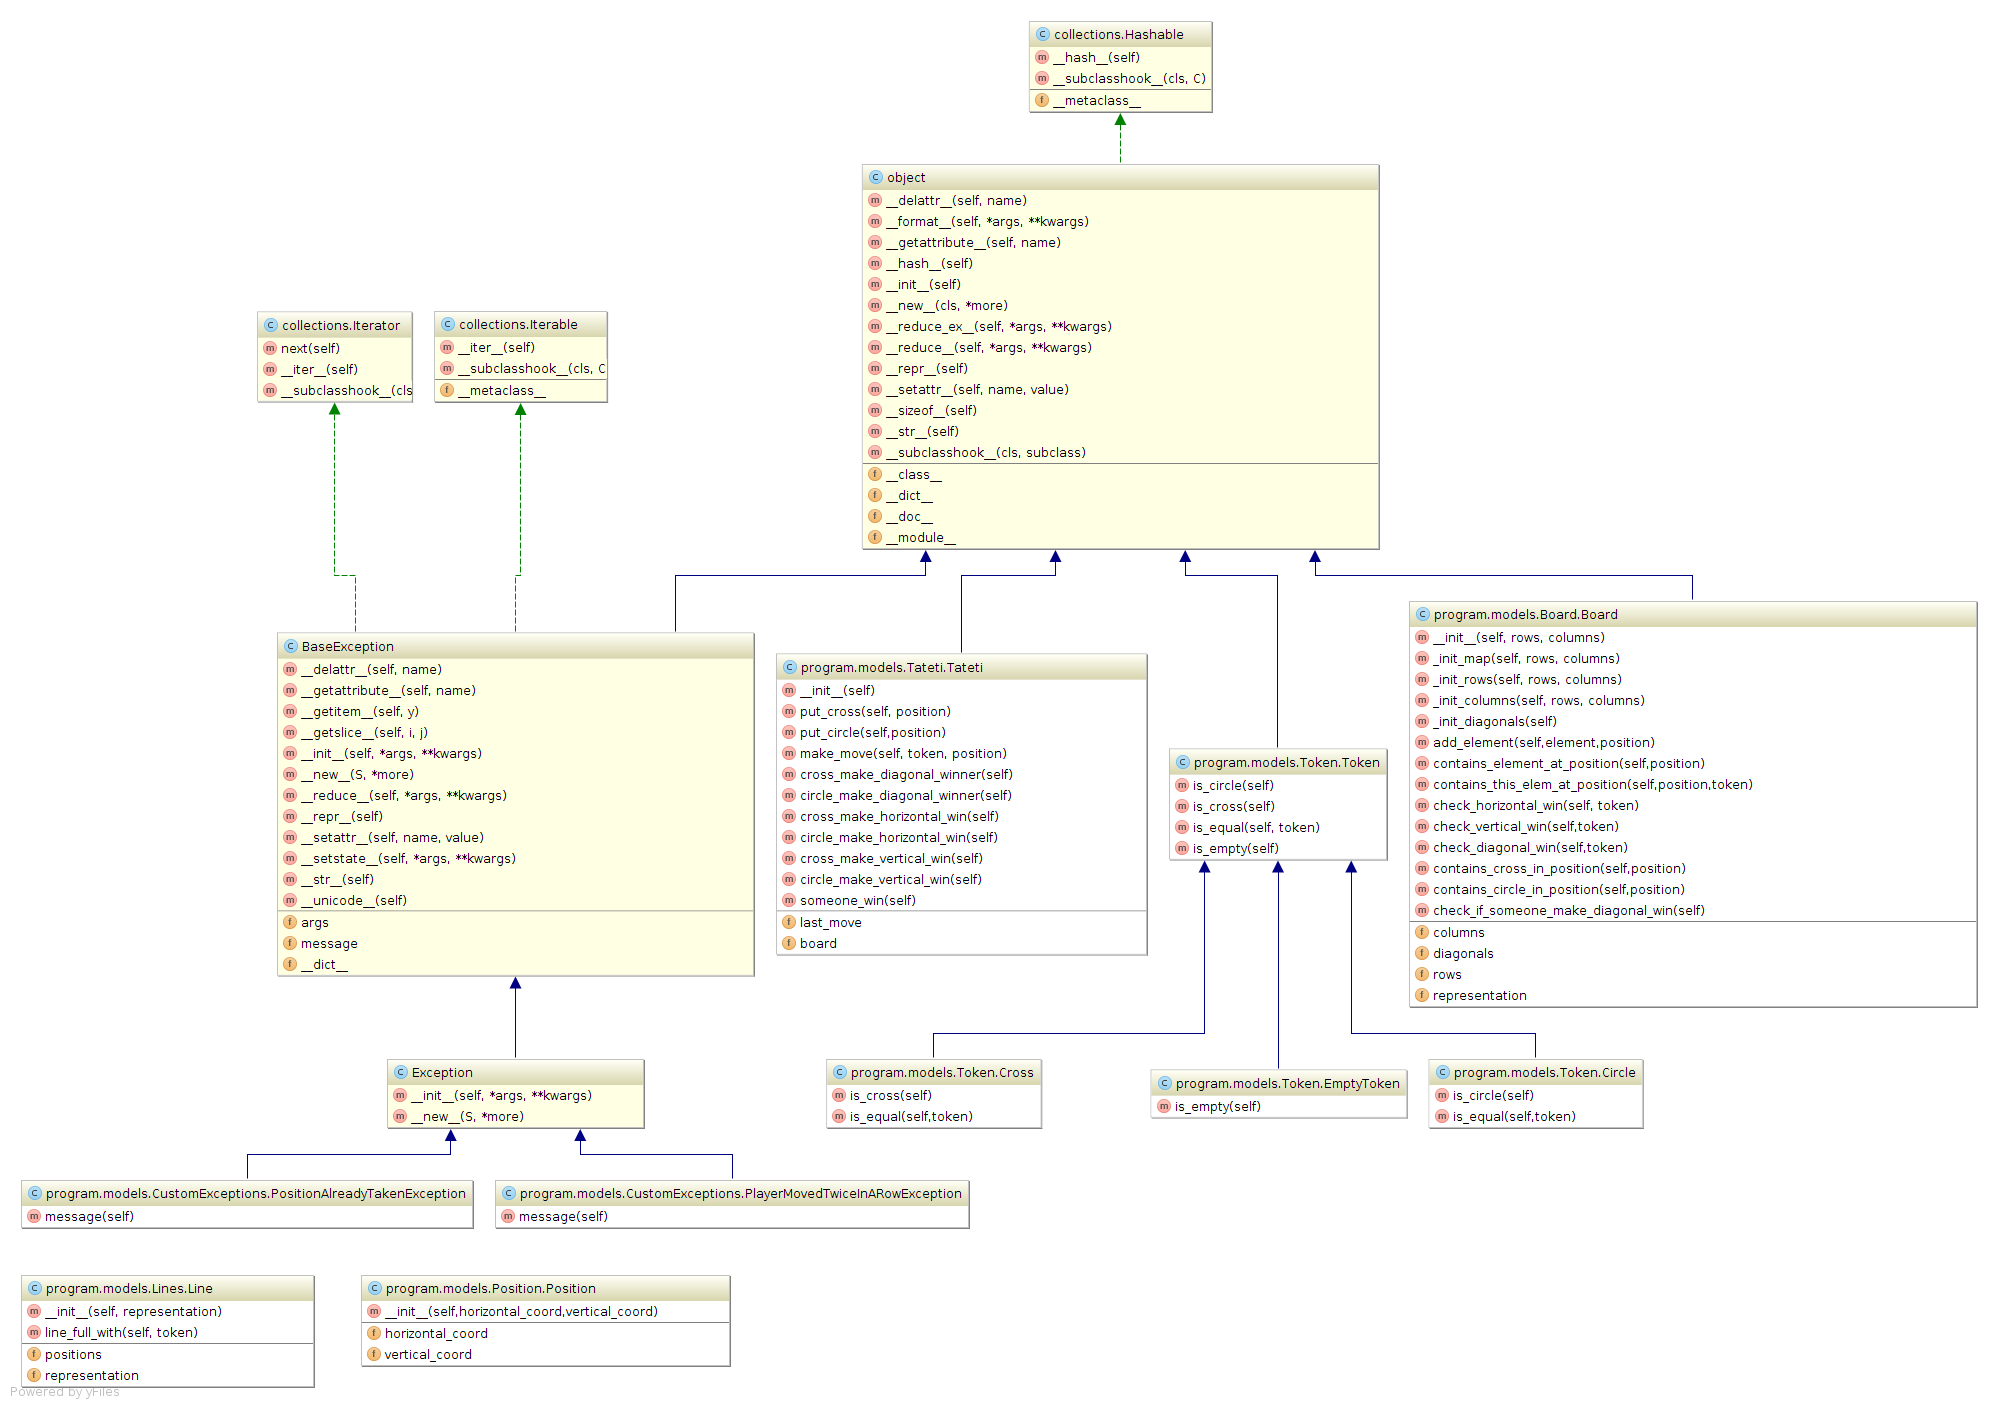 collections.Hashable
__hash__(self)
__subclasshook__(cls, C)
__metaclass__
object
__delattr__(self, name)
__format__(self, *args, **kwargs)
__getattribute__(self, name)
__hash__(self)
__init__(self)
__new__(cls, *more)
__reduce_ex__(self, *args, **kwargs)
__reduce__(self, *args, **kwargs)
__repr__(self)
__setattr__(self, name, value)
__sizeof__(self)
__str__(self)
__subclasshook__(cls, subclass)
__class__
__dict__
__doc__
__module__
collections.Iterator
next(self)
__iter__(self)
__subclasshook__(cls
collections.Iterable
__iter__(self)
__subclasshook__(cls, C
__metaclass__
BaseException
__delattr__(self, name)
__getattribute__(self, name)
__getitem__(self, y)
__getslice__(self, i, j)
__init__(self, *args, **kwargs)
__new__(S, *more)
__reduce__(self, *args, **kwargs)
__repr__(self)
__setattr__(self, name, value)
__setstate__(self, *args, **kwargs)
__str__(self)
__unicode__(self)
args
message
__dict__
program.models.Tateti.Tateti
__init__(self)
put_cross(self, position)
put_circle(self,position)
make_move(self, token, position)
cross_make_diagonal_winner(self)
circle_make_diagonal_winner(self)
cross_make_horizontal_win(self)
circle_make_horizontal_win(self)
cross_make_vertical_win(self)
circle_make_vertical_win(self)
someone_win(self)
last_move
board
program.models.Token.Token
is_circle(self)
is_cross(self)
is_equal(self, token)
is_empty(self)
program.models.Board.Board
__init__(self, rows, columns)
_init_map(self, rows, columns)
_init_rows(self, rows, columns)
_init_columns(self, rows, columns)
_init_diagonals(self)
add_element(self,element,position)
contains_element_at_position(self,position)
contains_this_elem_at_position(self,position,token)
check_horizontal_win(self, token)
check_vertical_win(self,token)
check_diagonal_win(self,token)
contains_cross_in_position(self,position)
contains_circle_in_position(self,position)
check_if_someone_make_diagonal_win(self)
columns
diagonals
rows
representation
Exception
__init__(self, *args, **kwargs)
__new__(S, *more)
program.models.Token.Cross
is_cross(self)
is_equal(self,token)
program.models.Token.EmptyToken
is_empty(self)
program.models.Token.Circle
is_circle(self)
is_equal(self,token)
program.models.CustomExceptions.PositionAlreadyTakenException
message(self)
program.models.CustomExceptions.PlayerMovedTwiceInARowException
message(self)
program.models.Lines.Line
__init__(self, representation)
line_full_with(self, token)
positions
representation
program.models.Position.Position
__init__(self,horizontal_coord,vertical_coord)
horizontal_coord
vertical_coord
Powered by yFiles